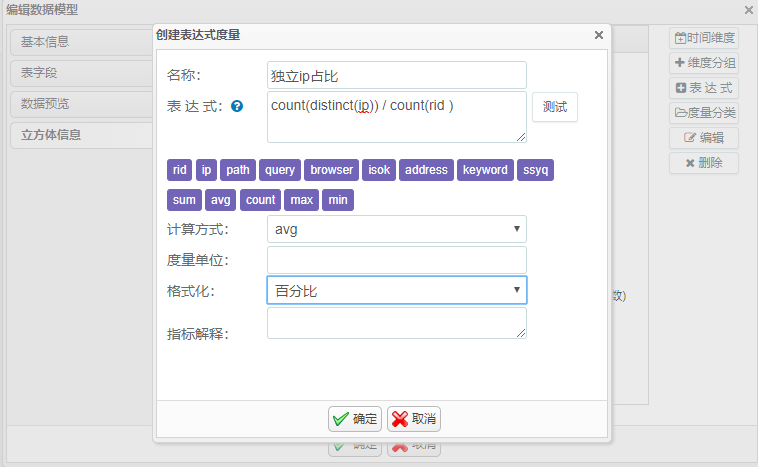 编辑数据模型
基本信息
表字段
数据预览
立方体信息
创建表达式度量
名称：
独立ip占比
表 达 式：
count(distinct(ip)) / count(rid )
测试
rid ip path query browser isok address keyword ssyq
sum avg count max min
计算方式：
avg
度量单位：
格式化：
百分比
指标解释：
确定 取消
时间维度
维度分组
表 达 式
度量分类
编辑
删除
数)
确定 取消